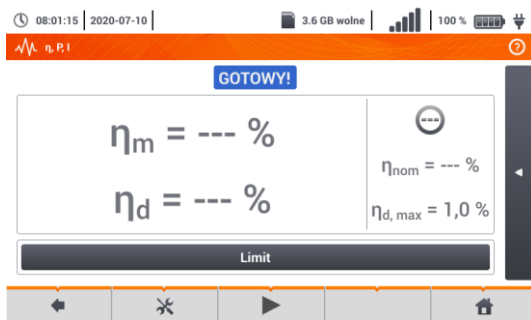 08:01:15 2020-07-10 3.6 GB wolne 100 %
η, P, I
GOTOWY!
ηm = --- %
ηd = --- %
---
ηnom = --- %
ηd, max = 1,0 %
Limit